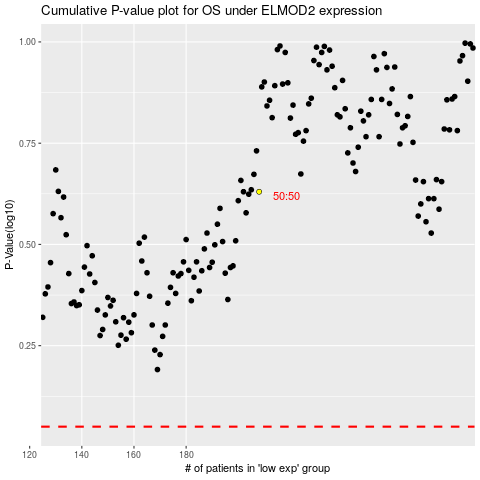 Cumulative P-value plot for OS under ELMOD2 expression
1.00
0.75
0.50
0.25
P-Value(log10)
50:50
120 140 160 180
# of patients in 'low exp' group